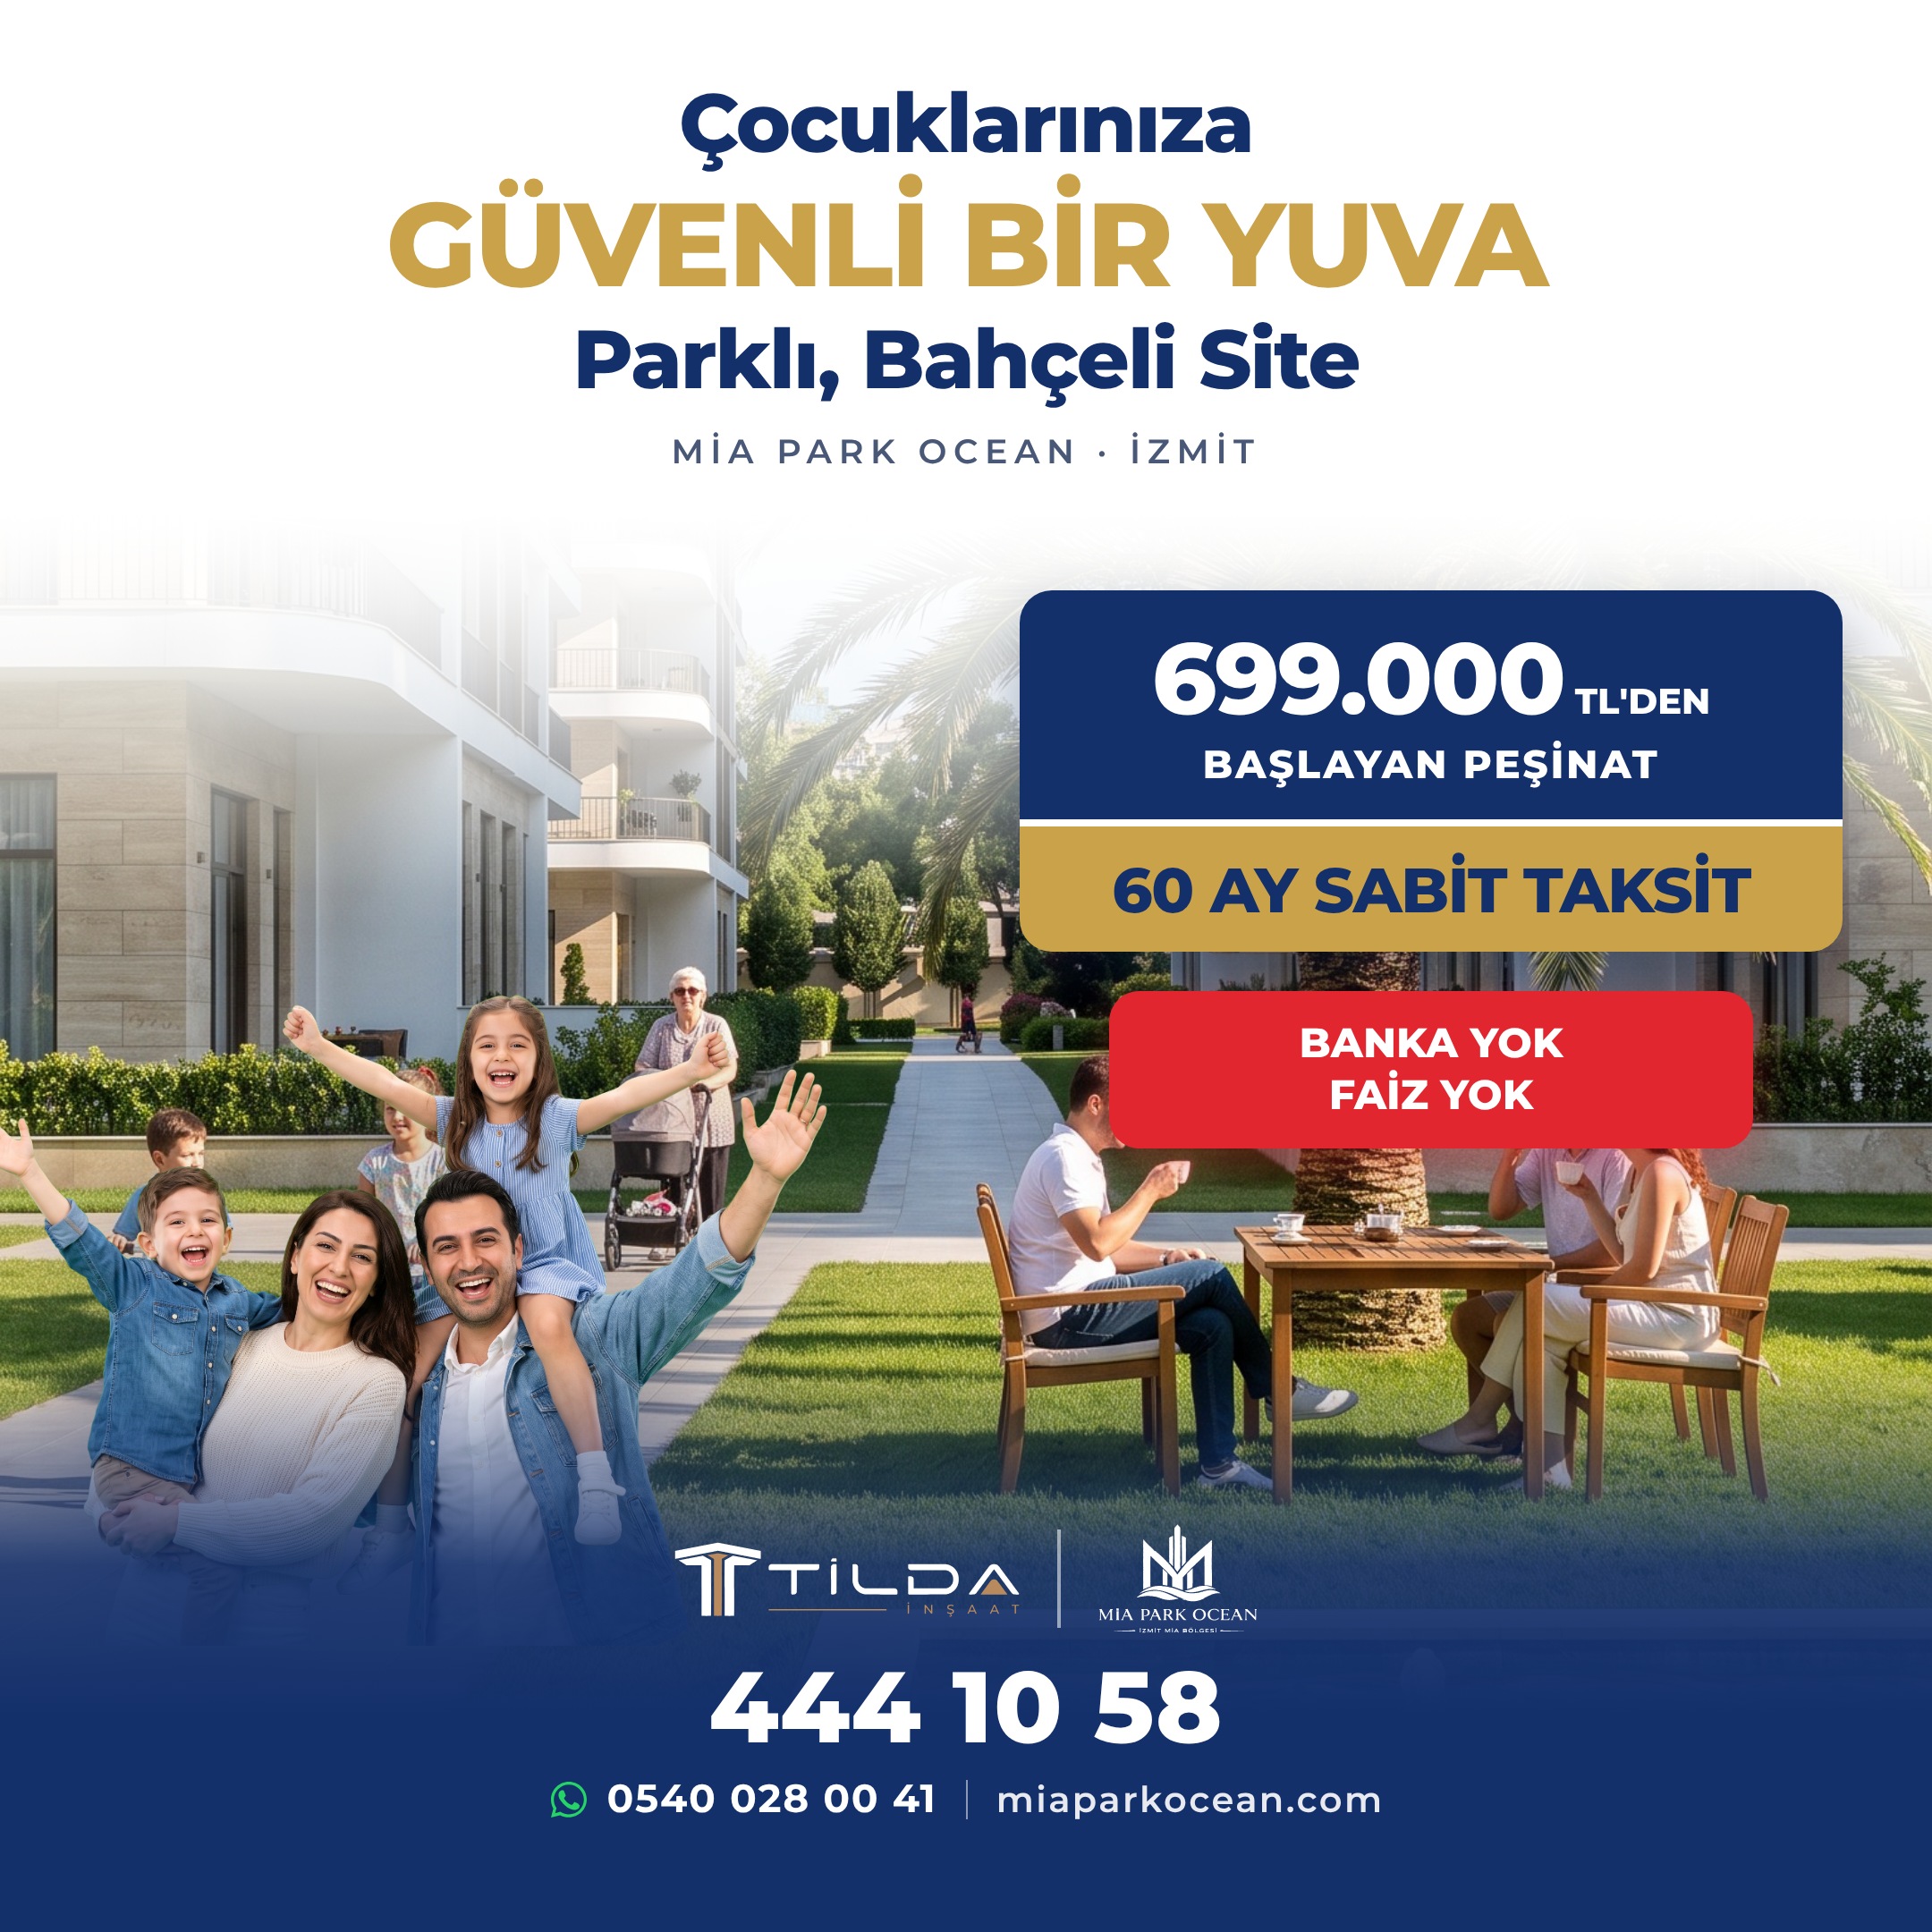 Çocuklarınıza
GÜVENLİ BİR YUVA
Parklı, Bahçeli Site
MİA PARK OCEAN · İZMİT
699.000 TL'DEN
BAŞLAYAN PEŞİNAT
60 AY SABİT TAKSİT
BANKA YOK
FAİZ YOK
TİLDA
İNŞAAT
MİA PARK OCEAN
İZMİT MİA BÖLGESİ
444 10 58
0540 028 00 41 | miaparkocean.com